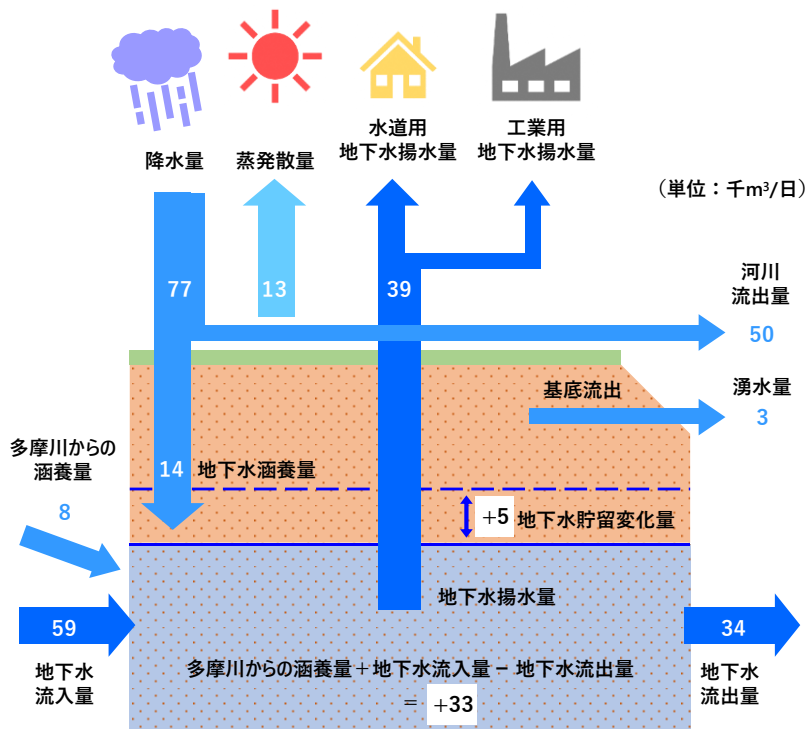 降水量
蒸発散量
水道用
地下水揚水量
工業用
地下水揚水量
（単位：千m³/日）
77
13
39
河川
流出量
50
基底流出
湧水量
3
多摩川からの
涵養量
8
14
地下水涵養量
+5
地下水貯留変化量
地下水揚水量
59
地下水
流入量
34
地下水
流出量
多摩川からの涵養量＋地下水流入量－地下水流出量
＝ +33